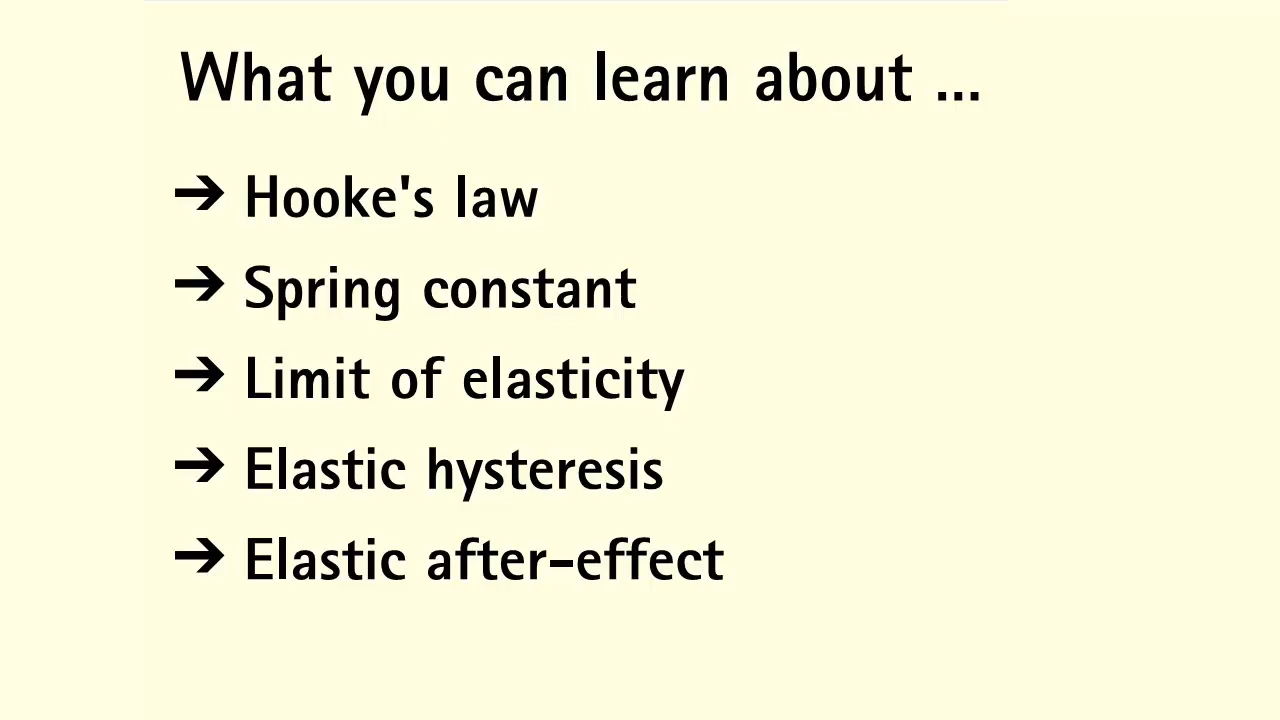 What you can learn about ...
➔ Hooke's law
➔ Spring constant
➔ Limit of elasticity
➔ Elastic hysteresis
➔ Elastic after-effect